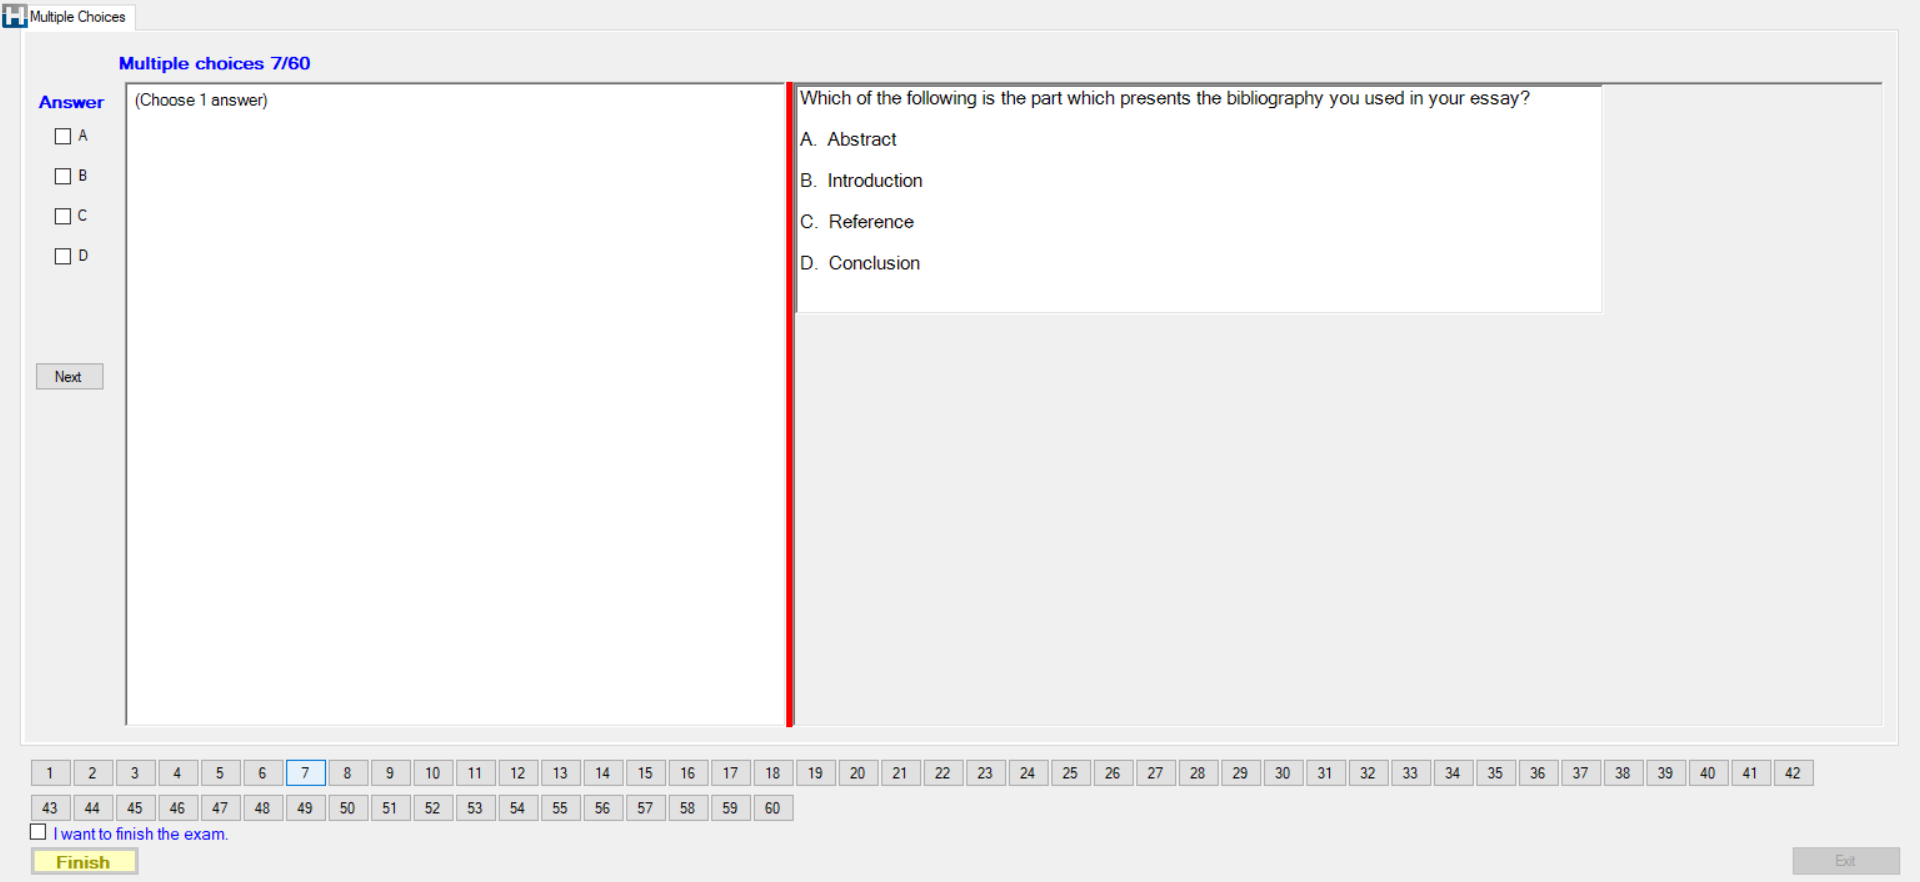 Multiple Choices
Multiple choices 7/60
Answer
A
B
C
D
Next
(Choose 1 answer)
Which of the following is the part which presents the bibliography you used in your essay?
A. Abstract
B. Introduction
C. Reference
D. Conclusion
1 2 3 4 5 6 7 8 9 10 11 12 13 14 15 16 17 18 19 20 21 22 23 24 25 26 27 28 29 30 31 32 33 34 35 36 37 38 39 40 41 42
43 44 45 46 47 48 49 50 51 52 53 54 55 56 57 58 59 60
I want to finish the exam.
Finish
Exit